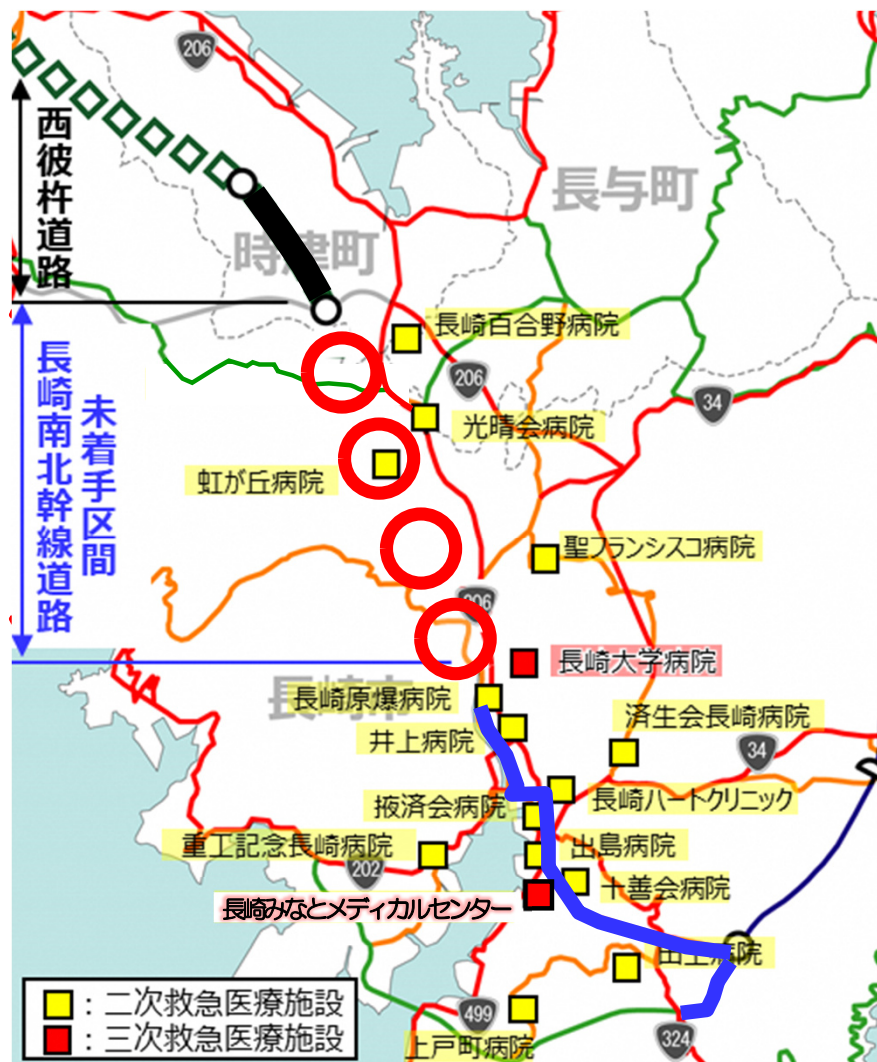 206
長与町
西彼杵道路
時津町
長崎百合野病院
206
34
長崎南北幹線道路
未着手区間
光晴会病院
虹が丘病院
聖フランシスコ病院
206
長崎大学病院
長崎市
長崎原爆病院
済生会長崎病院
井上病院
34
長崎ハートクリニック
掖済会病院
重工記念長崎病院
出島病院
202
十善会病院
長崎みなとメディカルセンター
田上病院
:二次救急医療施設
:三次救急医療施設
499
324
上戸町病院